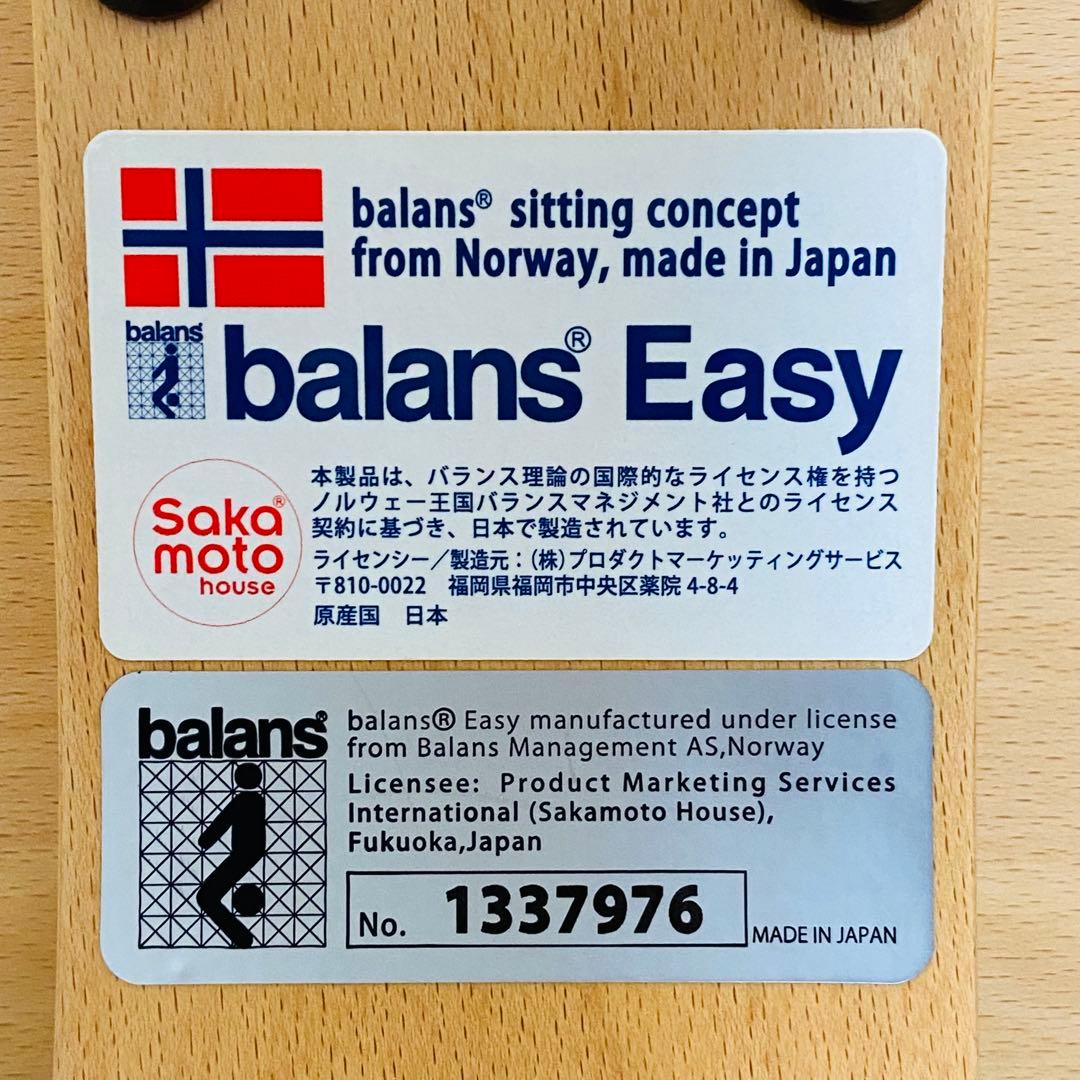 balans® sitting concept
from Norway, made in Japan
balans®
balans® Easy
Saka®
moto
house
本製品は、バランス理論の国際的なライセンス権を持つ
ノルウェー王国バランスマネジメント社とのライセンス
契約に基づき、日本で製造されています。
ライセンシー／製造元：（株）プロダクトマーケッティングサービス
〒810-0022　福岡県福岡市中央区薬院 4-8-4
原産国　日本
balans®
balans® Easy manufactured under license
from Balans Management AS,Norway
Licensee: Product Marketing Services
International (Sakamoto House),
Fukuoka,Japan
No. 1337976
MADE IN JAPAN